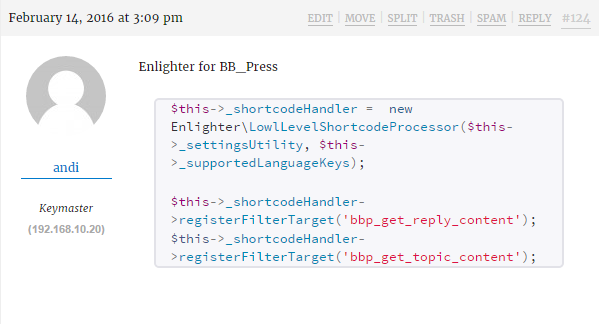 February 14, 2016 at 3:09 pm
EDIT | MOVE | SPLIT | TRASH | SPAM | REPLY | #124
Enlighter for BB_Press
$this->_shortcodeHandler =  new
Enlighter\LowlLevelShortcodeProcessor($this-
>_settingsUtility, $this-
>_supportedLanguageKeys);
$this->_shortcodeHandler-
>registerFilterTarget('bbp_get_reply_content');
$this->_shortcodeHandler-
>registerFilterTarget('bbp_get_topic_content');
andi
Keymaster
(192.168.10.20)